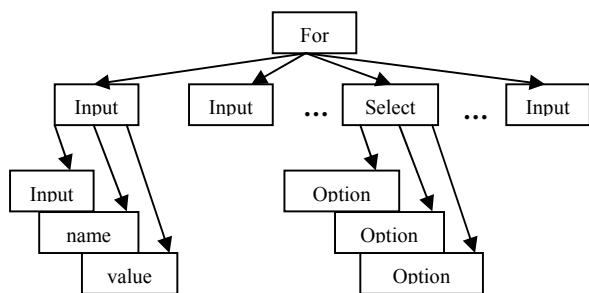 For
Input Input ... Select ... Input
Input Option
name Option
value Option